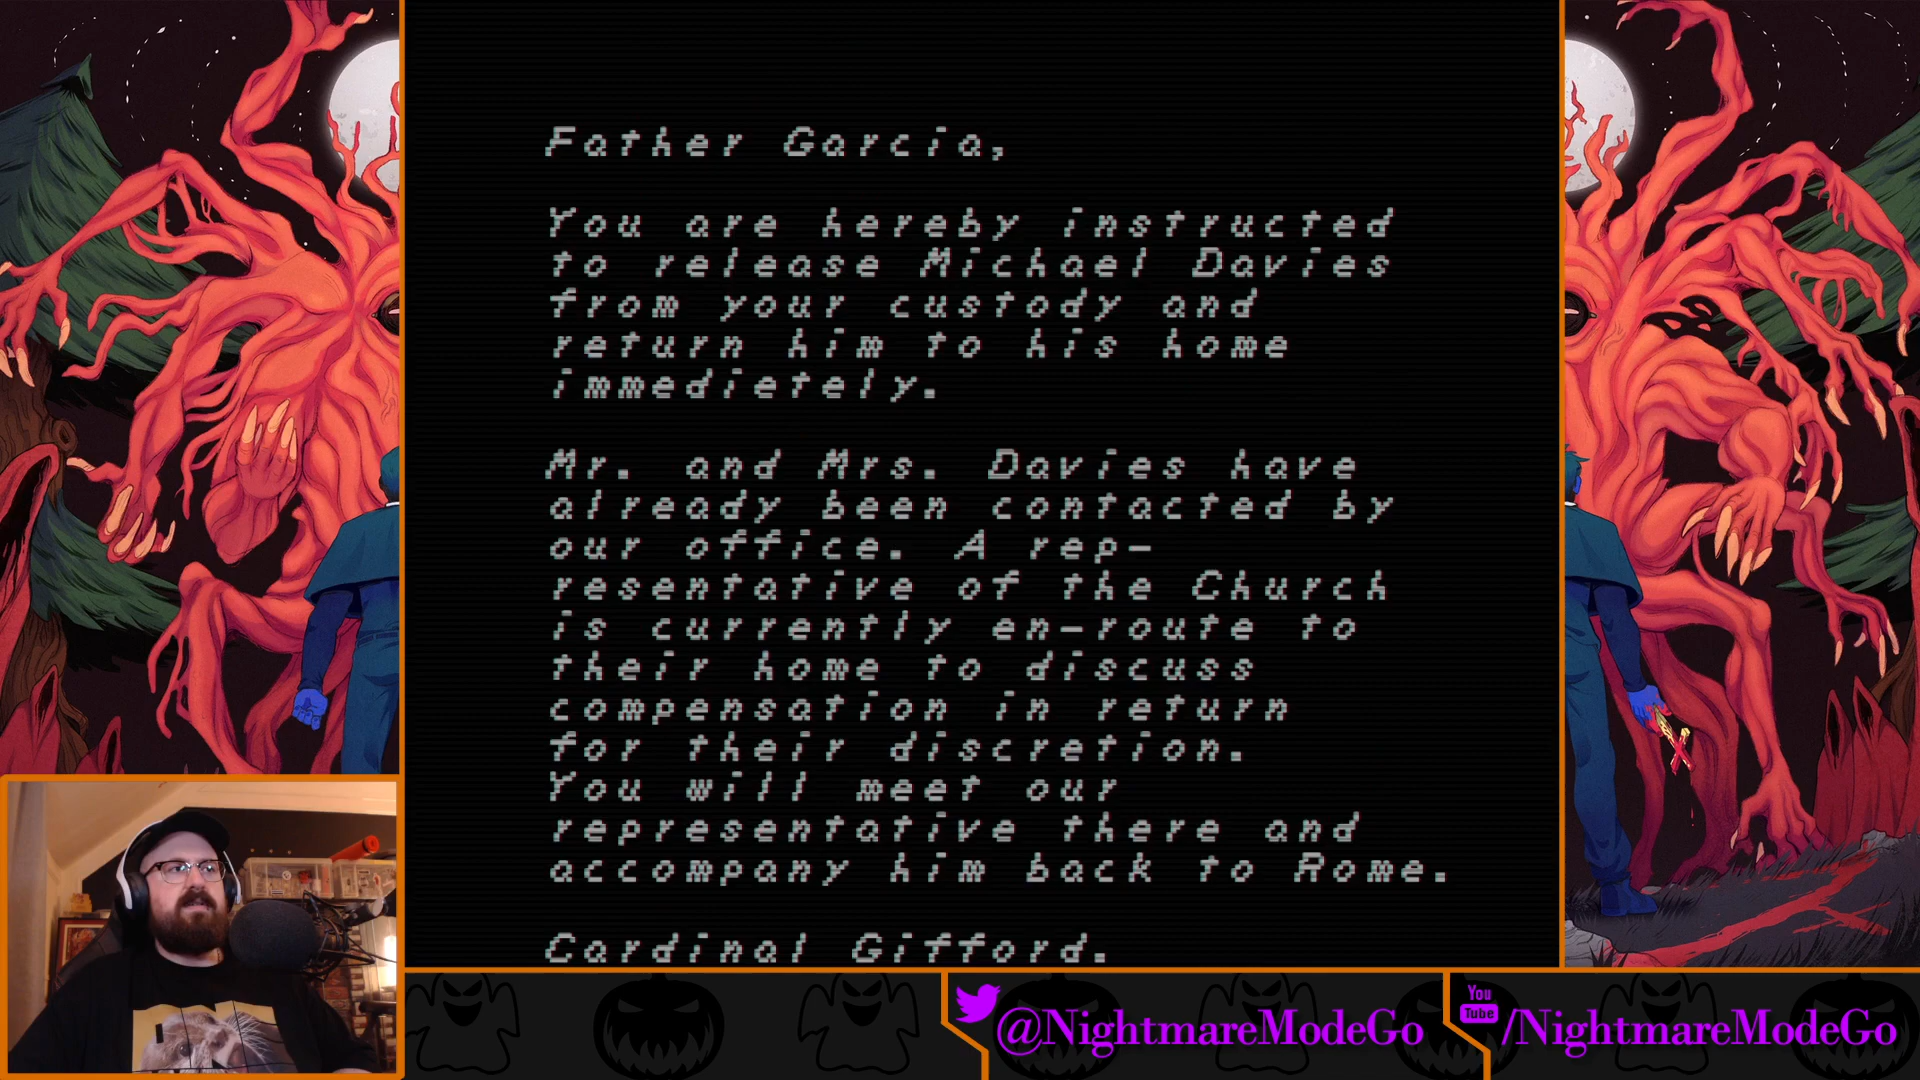 Father Garcia,
You are hereby instructed
to release Michael Davies
from your custody and
return him to his home
immedietely.
Mr. and Mrs. Davies have
already been contacted by
our office. A rep-
resentative of the Church
is currently en-route to
their home to discuss
compensation in return
for their discretion.
You will meet our
representative there and
accompany him back to Rome.
Cardinal Gifford.
@NightmareModeGo
You
Tube
/NightmareModeGo